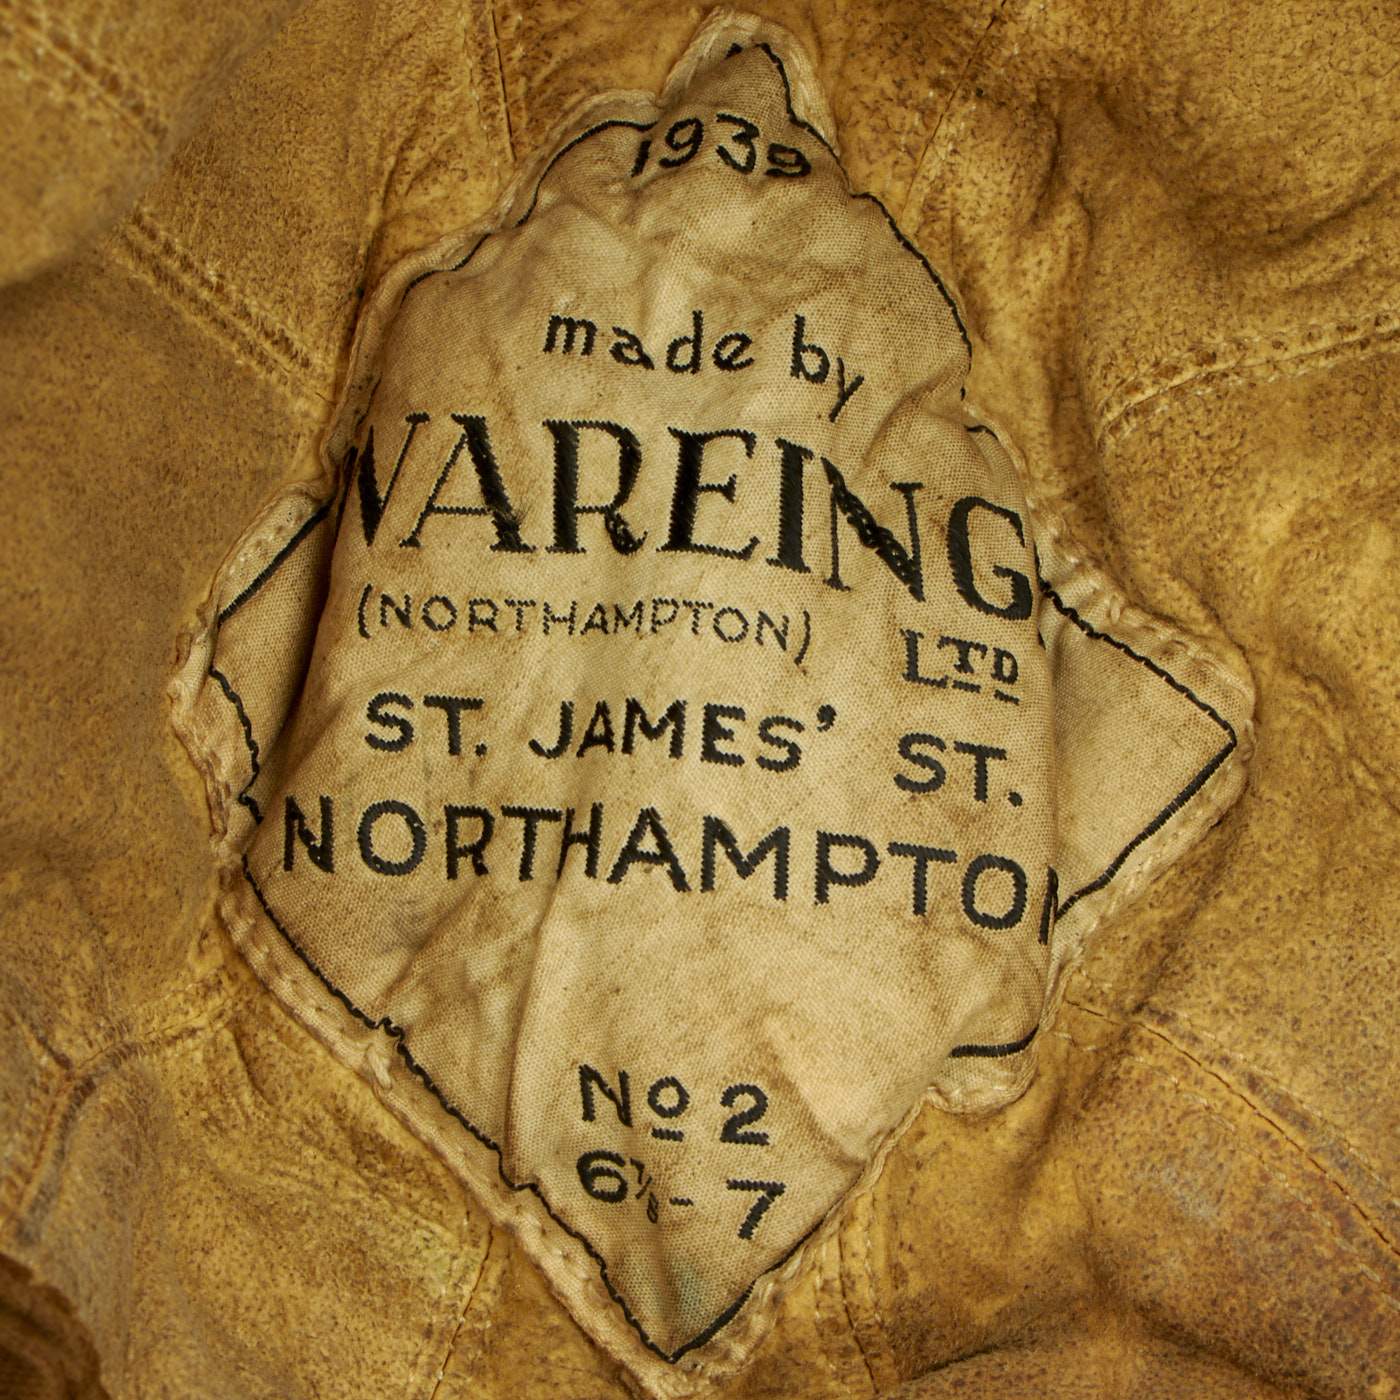 1939
made by
WAREING
(NORTHAMPTON) LTD
ST. JAMES' ST.
NORTHAMPTON
No 2
6⅞ - 7